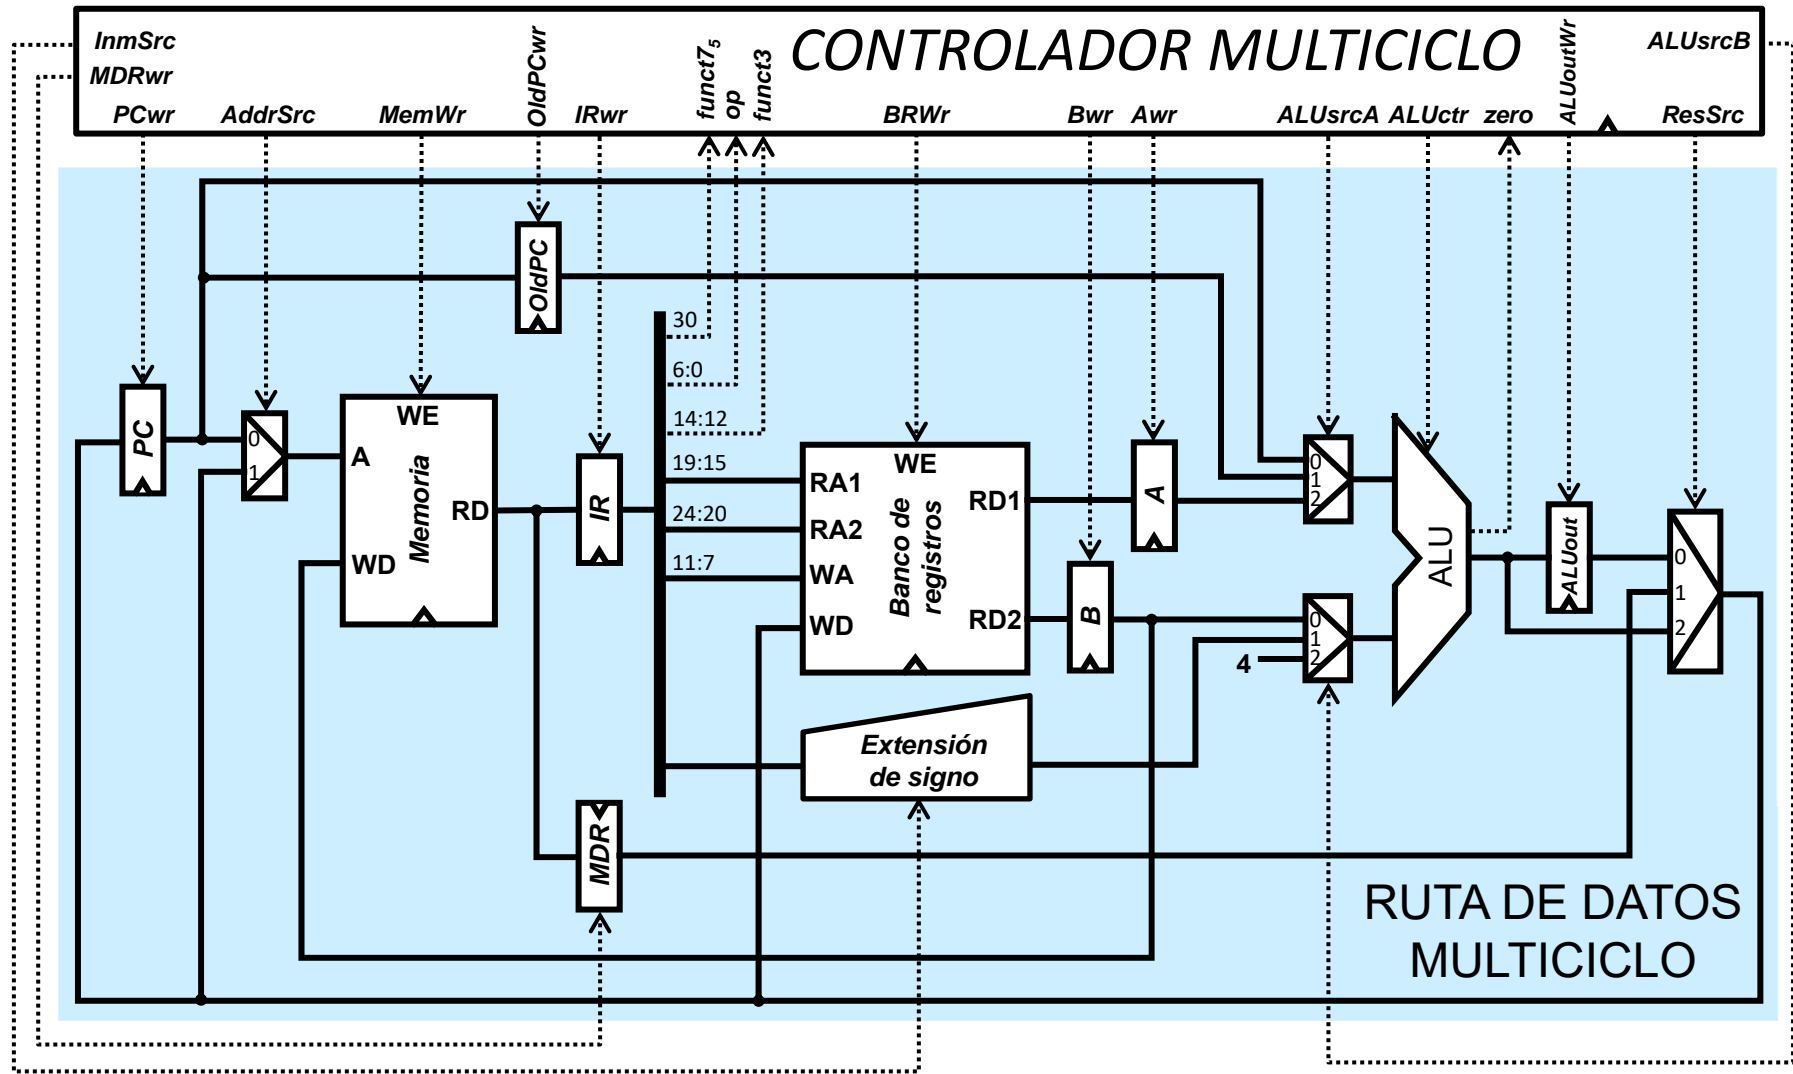 CONTROLADOR MULTICICLO
InmSrc
MDRwr
PCwr
AddrSrc
MemWr
OldPCwr
IRwr
funct7₅
op
funct3
BRWr
Bwr
Awr
ALUsrcA
ALUctr
zero
ALUoutWr
ALUsrcB
ResSrc
OldPC
30
6:0
14:12
19:15
24:20
11:7
PC
0
1
WE
A
RD
WD
Memoria
IR
WE
RA1
RA2
WA
WD
RD1
RD2
Banco de
registros
A
B
0
1
2
0
1
2
4
ALU
ALUout
0
1
2
Extensión
de signo
MDR
RUTA DE DATOS
MULTICICLO